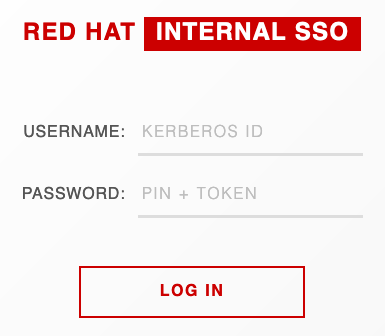 RED HAT INTERNAL SSO
USERNAME: KERBEROS ID
PASSWORD: PIN + TOKEN
LOG IN